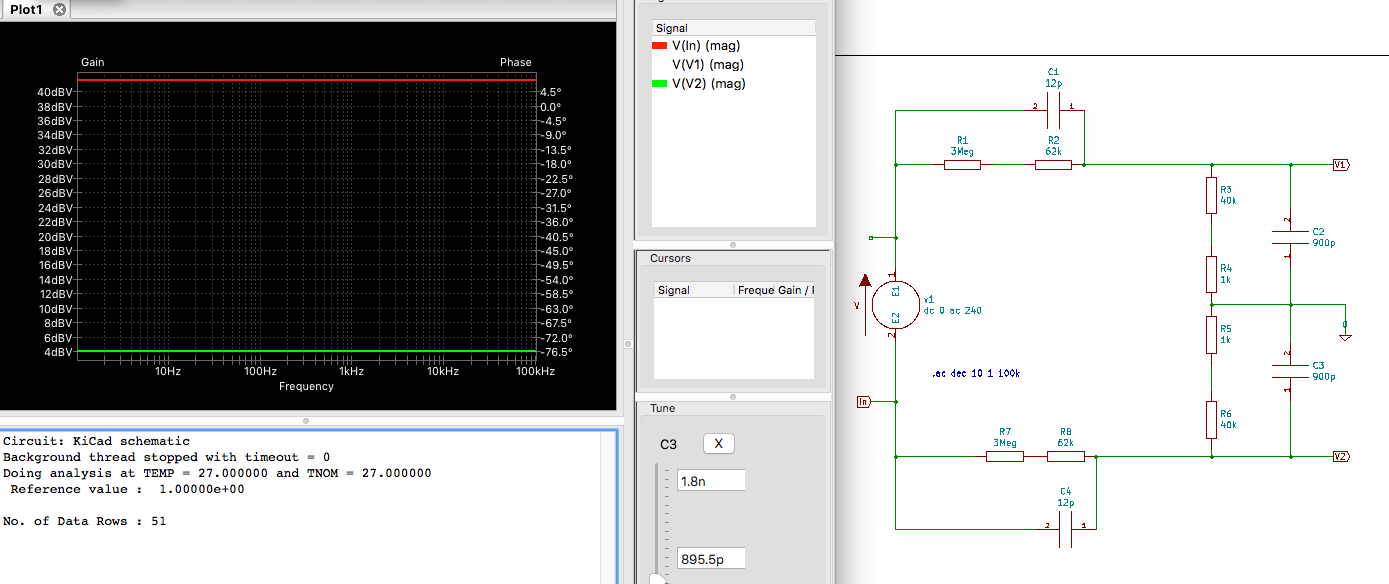 Plot1
Gain
Phase
40dBV
38dBV
36dBV
34dBV
32dBV
30dBV
28dBV
26dBV
24dBV
22dBV
20dBV
18dBV
16dBV
14dBV
12dBV
10dBV
8dBV
6dBV
4dBV
4.5°
0.0°
-4.5°
-9.0°
-13.5°
-18.0°
-22.5°
-27.0°
-31.5°
-36.0°
-40.5°
-45.0°
-49.5°
-54.0°
-58.5°
-63.0°
-67.5°
-72.0°
-76.5°
10Hz 100Hz 1kHz 10kHz 100kHz
Frequency
Circuit: KiCad schematic
Background thread stopped with timeout = 0
Doing analysis at TEMP = 27.000000 and TNOM = 27.000000
Reference value : 1.00000e+00
No. of Data Rows : 51
Signal
V(In) (mag)
V(V1) (mag)
V(V2) (mag)
Cursors
Signal Freque Gain /
Tune
C3 X
1.8n
895.5p
C1
12p
2 1
R1
3Meg
R2
62k
V1
R3
40k
2
C2
900p
1
R4
1k
0
R5
1k
2
C3
900p
1
R6
40k
1
E1
V
v1
dc 0 ac 240
E2
2
.ac dec 10 1 100k
In
R7
3Meg
R8
62k
V2
C4
12p
2 1